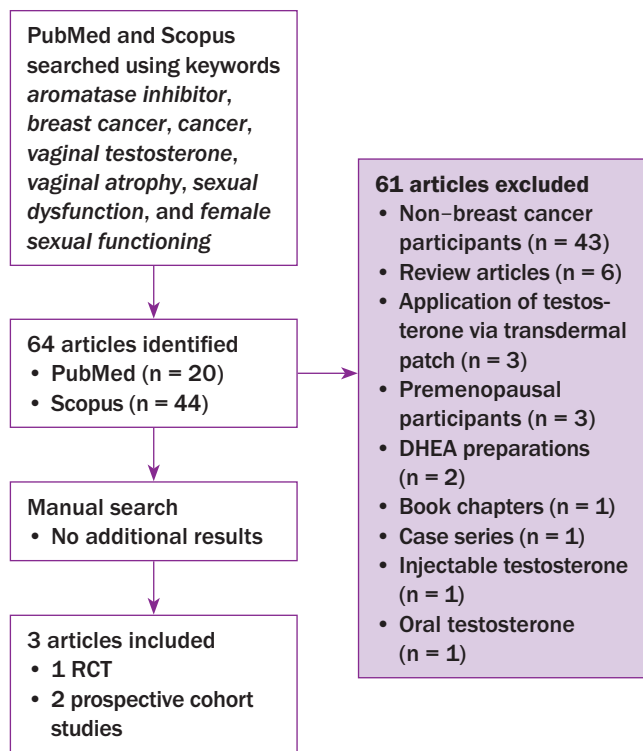 PubMed and Scopus
searched using keywords
aromatase inhibitor,
breast cancer, cancer,
vaginal testosterone,
vaginal atrophy, sexual
dysfunction, and female
sexual functioning
64 articles identified
• PubMed (n = 20)
• Scopus (n = 44)
Manual search
• No additional results
3 articles included
• 1 RCT
• 2 prospective cohort
studies
61 articles excluded
• Non–breast cancer
participants (n = 43)
• Review articles (n = 6)
• Application of testos-
terone via transdermal
patch (n = 3)
• Premenopausal
participants (n = 3)
• DHEA preparations
(n = 2)
• Book chapters (n = 1)
• Case series (n = 1)
• Injectable testosterone
(n = 1)
• Oral testosterone
(n = 1)